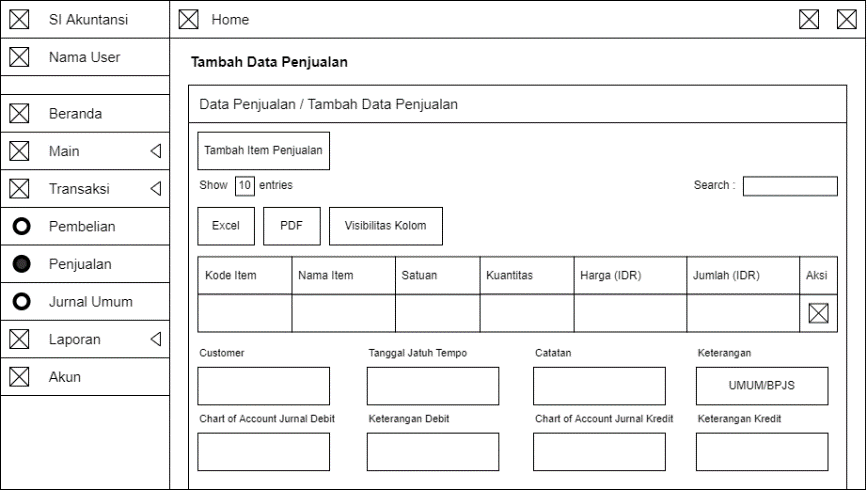 SI Akuntansi
Home
Nama User
Tambah Data Penjualan
Data Penjualan / Tambah Data Penjualan
Beranda
Main
Transaksi
Pembelian
Penjualan
Jurnal Umum
Laporan
Akun
Tambah Item Penjualan
Show 10 entries
Search :
Excel PDF Visibilitas Kolom
Kode Item Nama Item Satuan Kuantitas Harga (IDR) Jumlah (IDR) Aksi
Customer Tanggal Jatuh Tempo Catatan Keterangan
UMUM/BPJS
Chart of Account Jurnal Debit Keterangan Debit Chart of Account Jurnal Kredit Keterangan Kredit